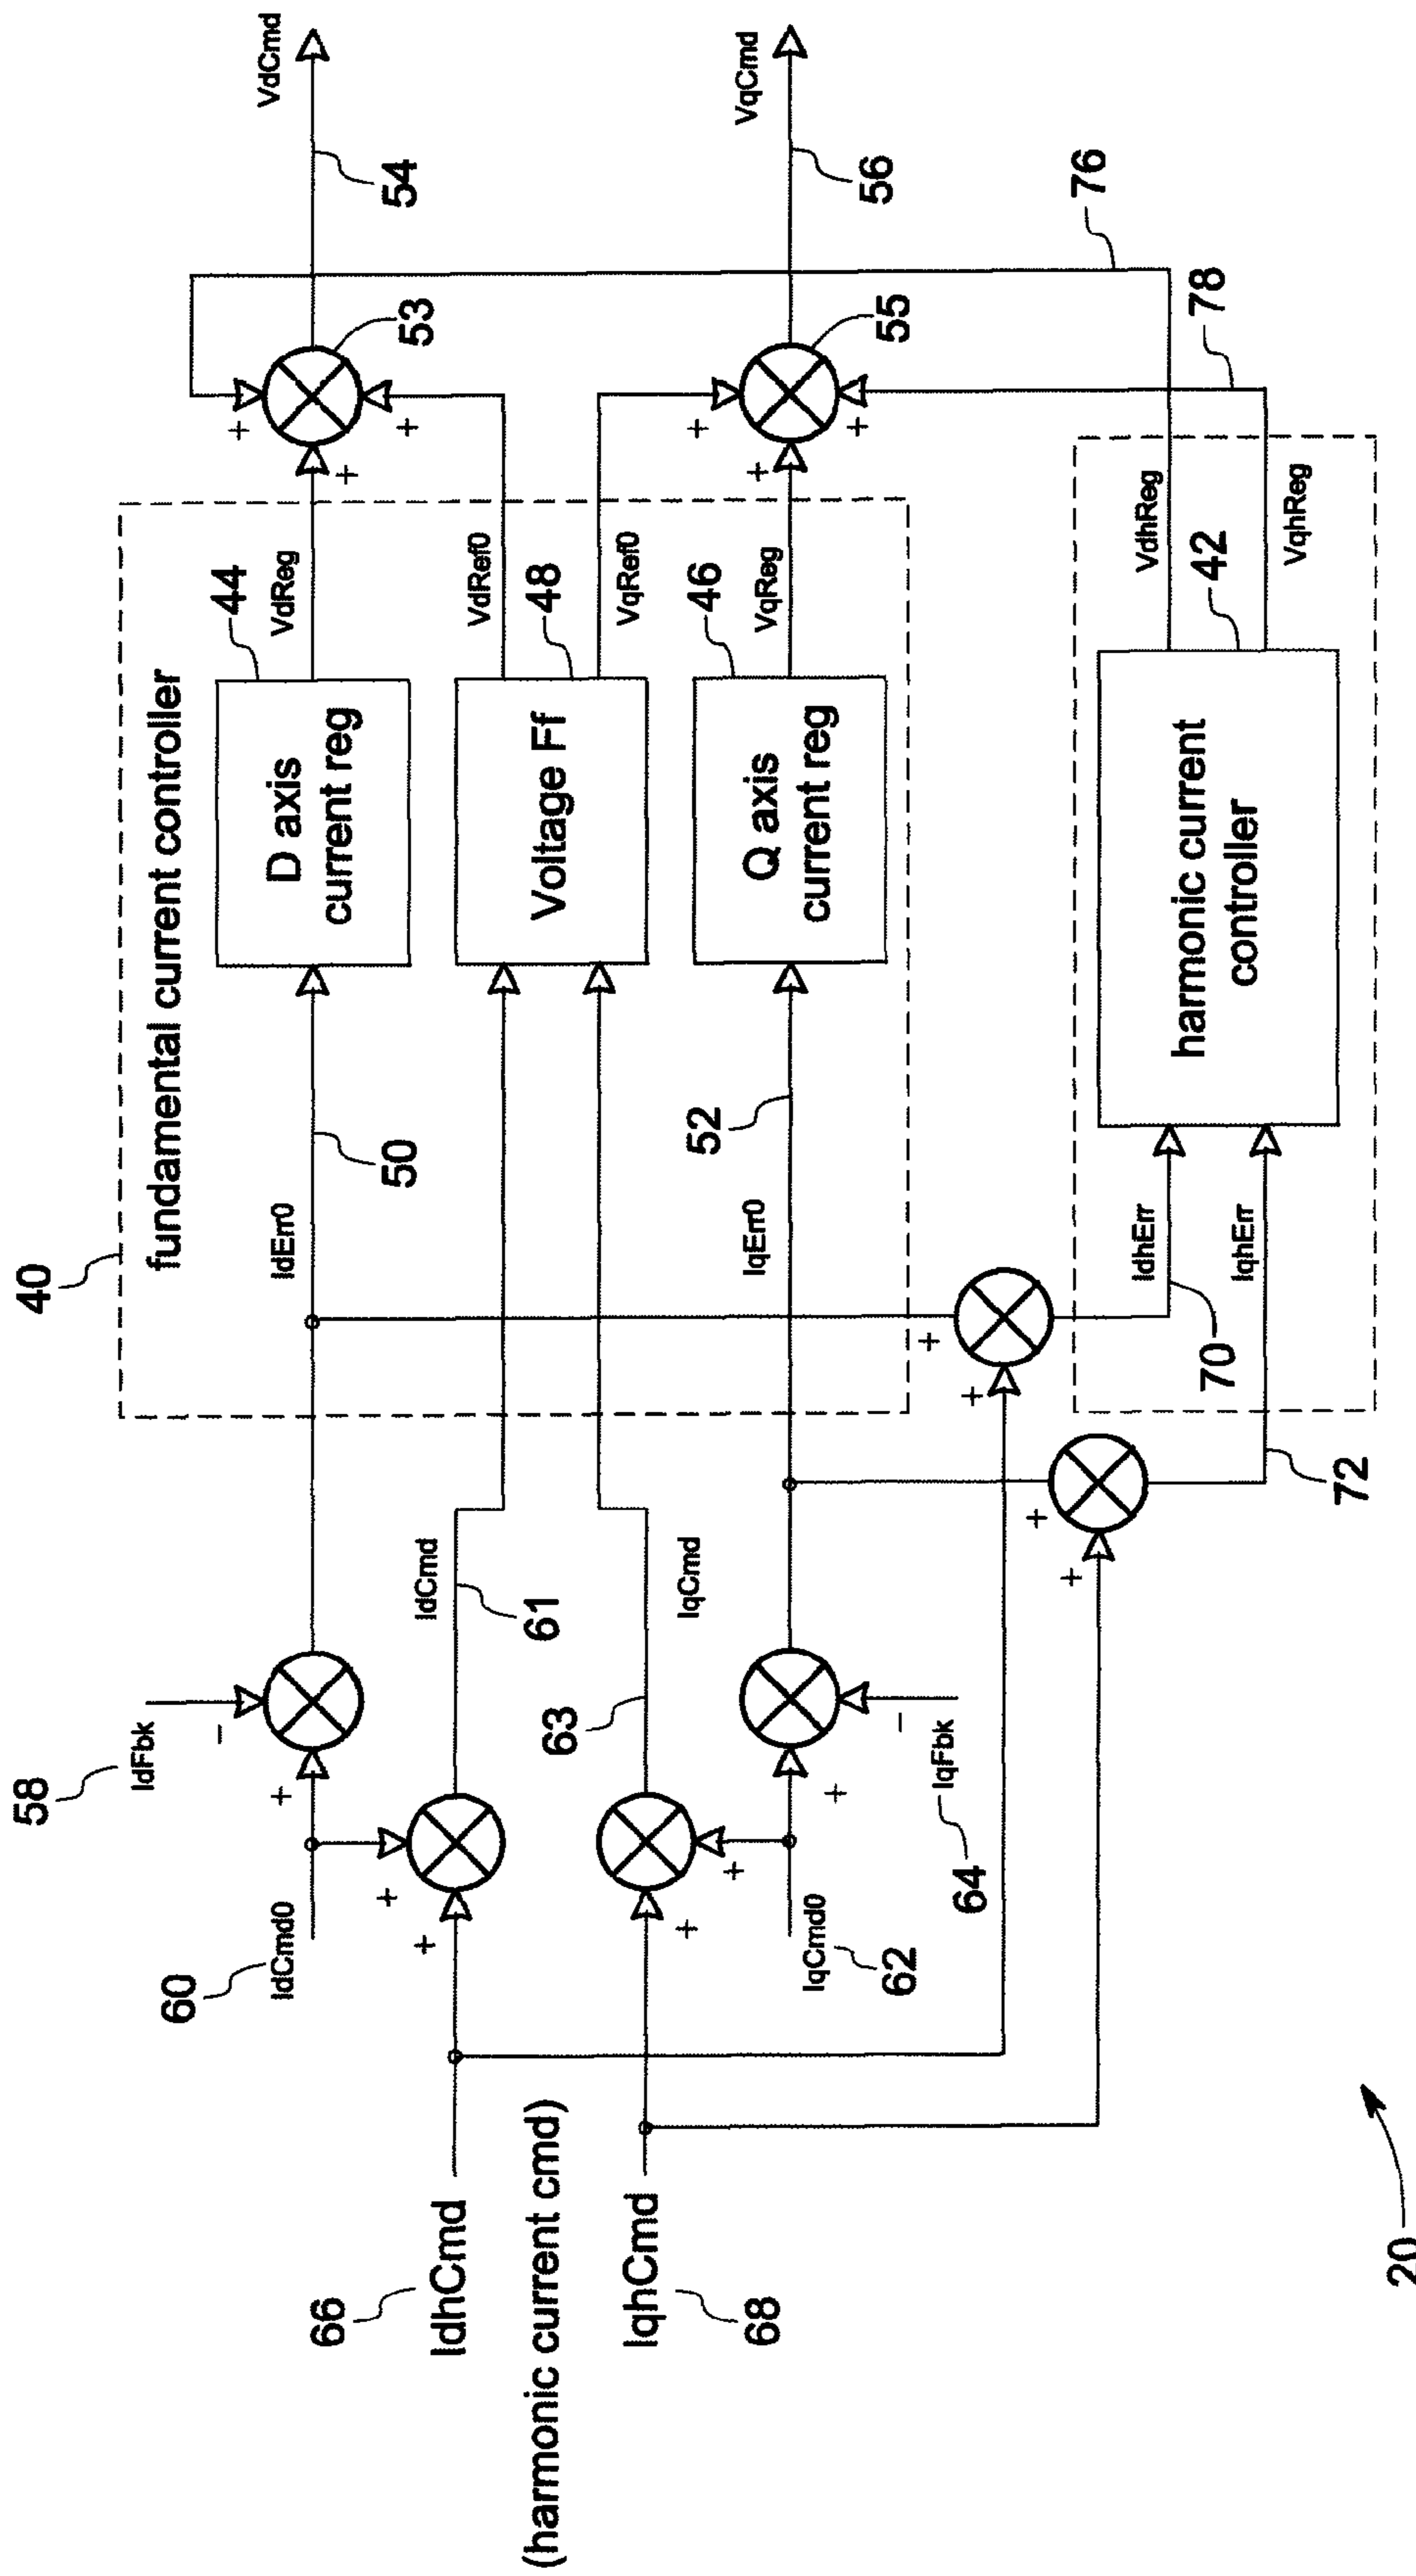 fundamental current controller
40
58
IdFbk
60
IdCmd0
−
+
IdErr0
50
D axis
current reg
44
VdReg
+
+
+
53
54
VdCmd
66
IdhCmd
+
+
IdCmd
61
Voltage Ff
48
VdRef0
VqRef0
(harmonic current cmd)
IqhCmd
68
+
+
63
IqCmd
IqCmd0
62
+
−
IqFbk
64
IqErr0
52
Q axis
current reg
46
VqReg
+
+
+
55
56
VqCmd
+
+
+
+
IdhErr
70
IqhErr
72
harmonic current
controller
42
VdhReg
VqhReg
76
78
20